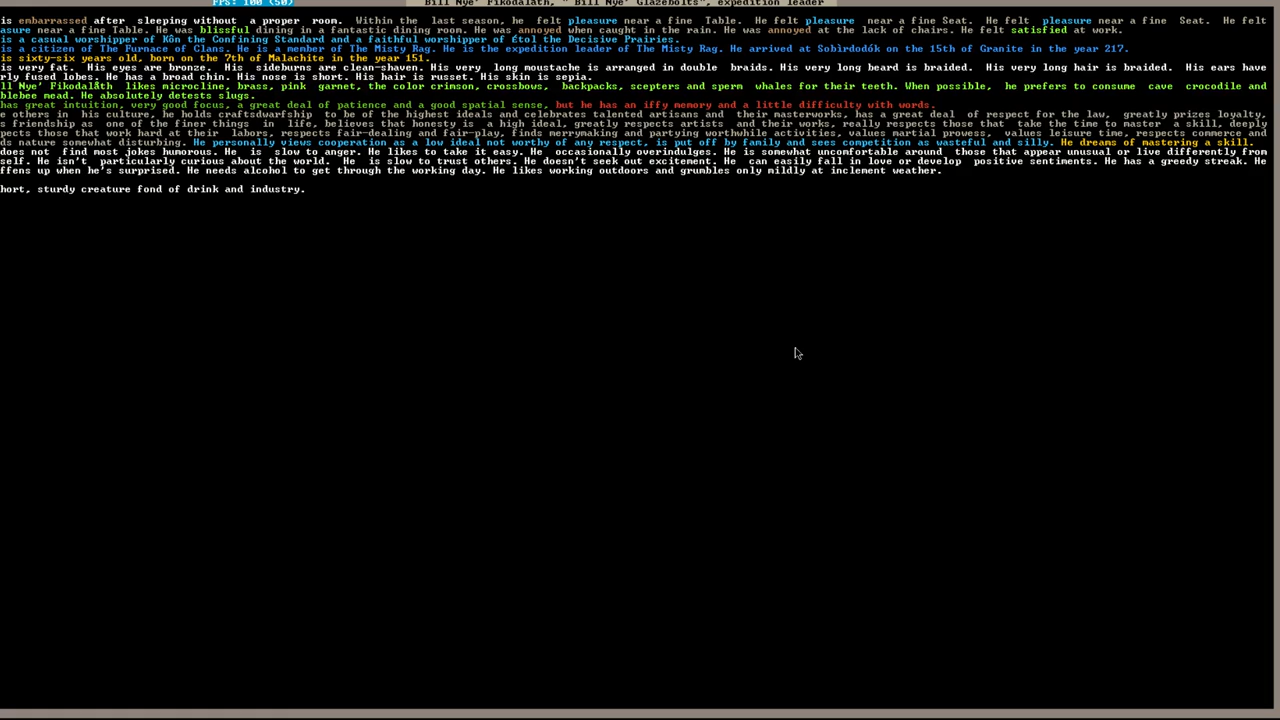 FPS: 100 (50) Bill Nye' Fikodalåth, " Bill Nye' Glazebolts", expedition leader
is embarrassed after sleeping without a proper room. Within the last season, he felt pleasure near a fine Table. He felt pleasure near a fine Seat. He felt pleasure near a fine Seat. He felt
asure near a fine Table. He was blissful dining in a fantastic dining room. He was annoyed when caught in the rain. He was annoyed at the lack of chairs. He felt satisfied at work.
is a casual worshipper of Kôn the Confining Standard and a faithful worshipper of Étol the Decisive Prairies.
is a citizen of The Furnace of Clans. He is a member of The Misty Rag. He is the expedition leader of The Misty Rag. He arrived at Sobìrdodók on the 15th of Granite in the year 217.
is sixty-six years old, born on the 7th of Malachite in the year 151.
is very fat. His eyes are bronze. His sideburns are clean-shaven. His very long moustache is arranged in double braids. His very long beard is braided. His very long hair is braided. His ears have
rly fused lobes. He has a broad chin. His nose is short. His hair is russet. His skin is sepia.
ll Nye' Fikodalåth likes microcline, brass, pink garnet, the color crimson, crossbows, backpacks, scepters and sperm whales for their teeth. When possible, he prefers to consume cave crocodile and
blebee mead. He absolutely detests slugs.
has great intuition, very good focus, a great deal of patience and a good spatial sense, but he has an iffy memory and a little difficulty with words.
e others in his culture, he holds craftsdwarfship to be of the highest ideals and celebrates talented artisans and their masterworks, has a great deal of respect for the law, greatly prizes loyalty,
s friendship as one of the finer things in life, believes that honesty is a high ideal, greatly respects artists and their works, really respects those that take the time to master a skill, deeply
pects those that work hard at their labors, respects fair-dealing and fair-play, finds merrymaking and partying worthwhile activities, values martial prowess, values leisure time, respects commerce and
ds nature somewhat disturbing. He personally views cooperation as a low ideal not worthy of any respect, is put off by family and sees competition as wasteful and silly. He dreams of mastering a skill.
does not find most jokes humorous. He is slow to anger. He likes to take it easy. He occasionally overindulges. He is somewhat uncomfortable around those that appear unusual or live differently from
self. He isn't particularly curious about the world. He is slow to trust others. He doesn't seek out excitement. He can easily fall in love or develop positive sentiments. He has a greedy streak. He
ffens up when he's surprised. He needs alcohol to get through the working day. He likes working outdoors and grumbles only mildly at inclement weather.
hort, sturdy creature fond of drink and industry.